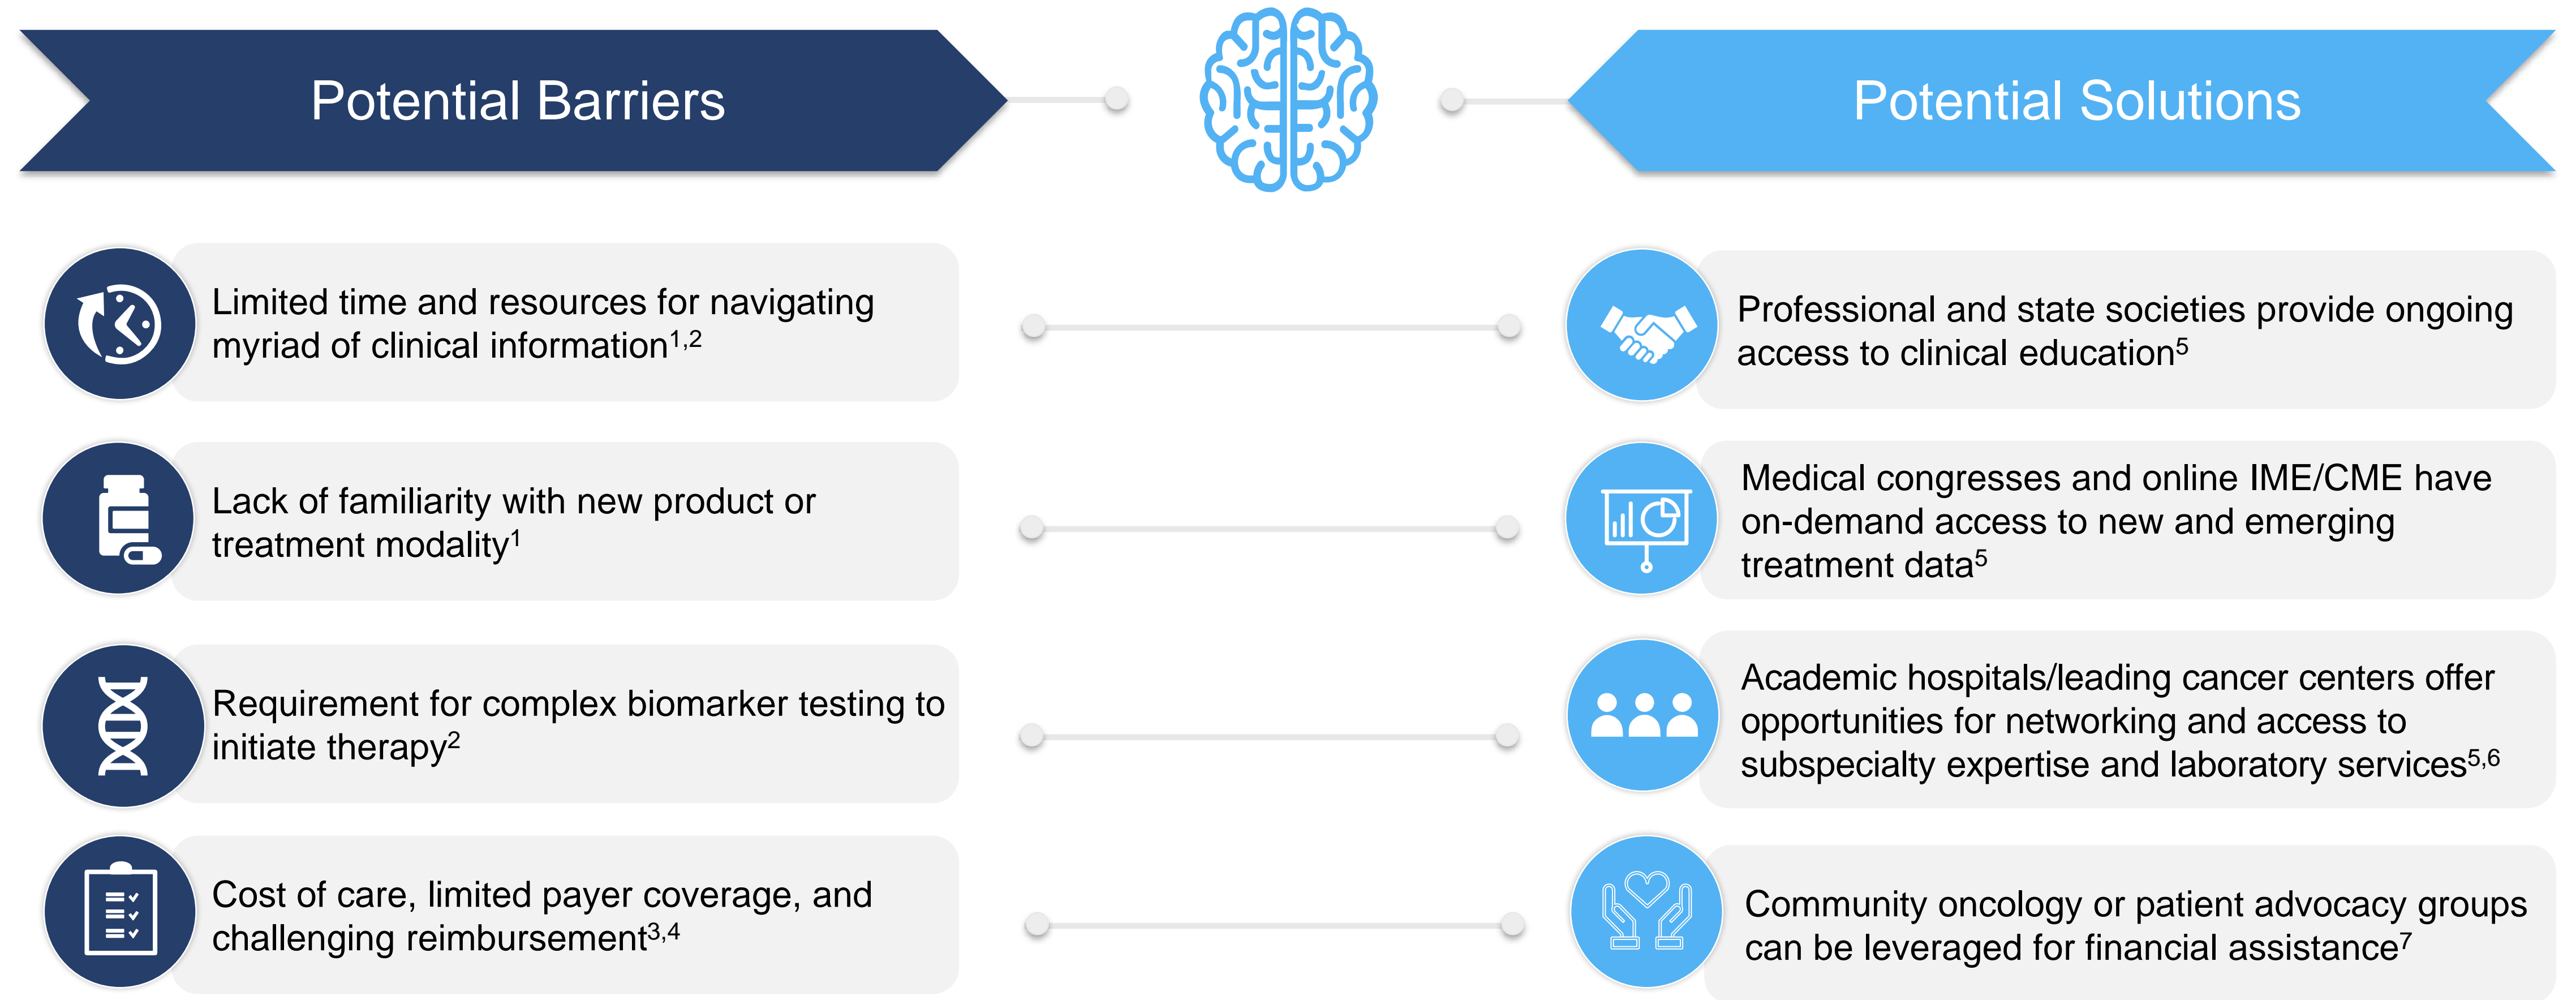 Potential Barriers
Potential Solutions
Limited time and resources for navigating
myriad of clinical information1,2
Professional and state societies provide ongoing
access to clinical education5
Lack of familiarity with new product or
treatment modality1
Medical congresses and online IME/CME have
on-demand access to new and emerging
treatment data5
Requirement for complex biomarker testing to
initiate therapy2
Academic hospitals/leading cancer centers offer
opportunities for networking and access to
subspecialty expertise and laboratory services5,6
Cost of care, limited payer coverage, and
challenging reimbursement3,4
Community oncology or patient advocacy groups
can be leveraged for financial assistance7